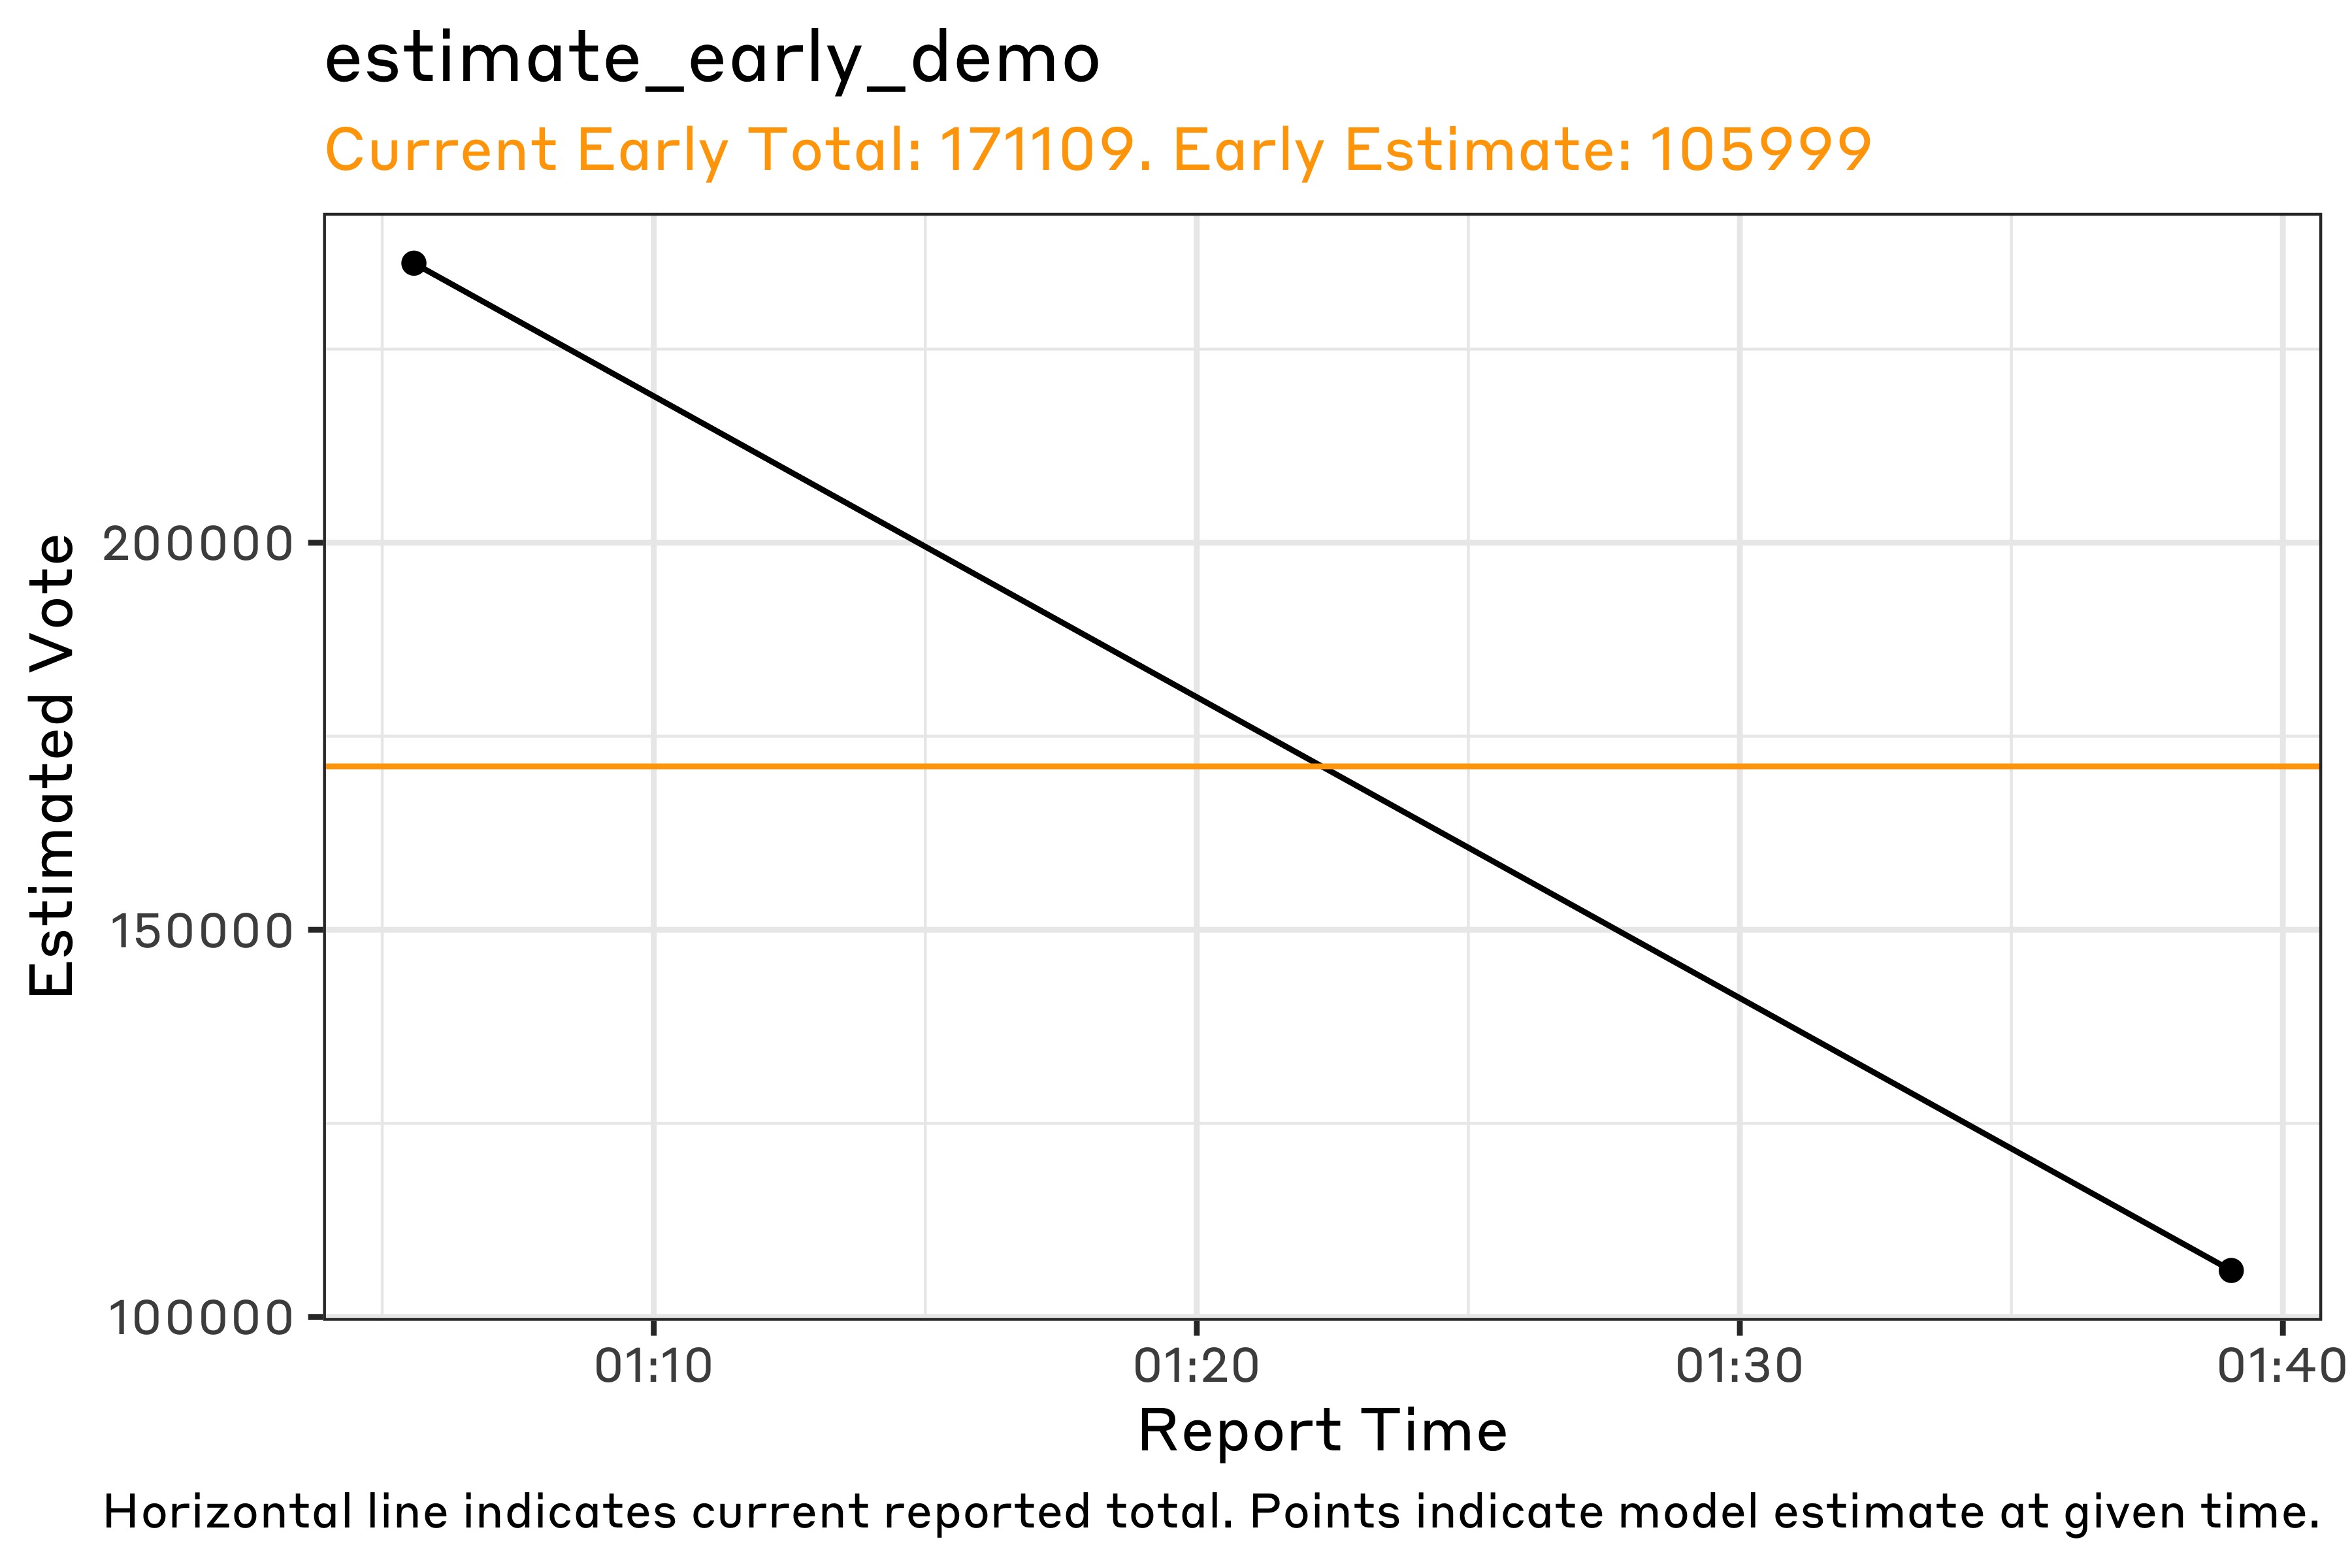 estimate_early_demo
Current Early Total: 171109. Early Estimate: 105999
Estimated Vote
200000
150000
100000
01:10 01:20 01:30 01:40
Report Time
Horizontal line indicates current reported total. Points indicate model estimate at given time.